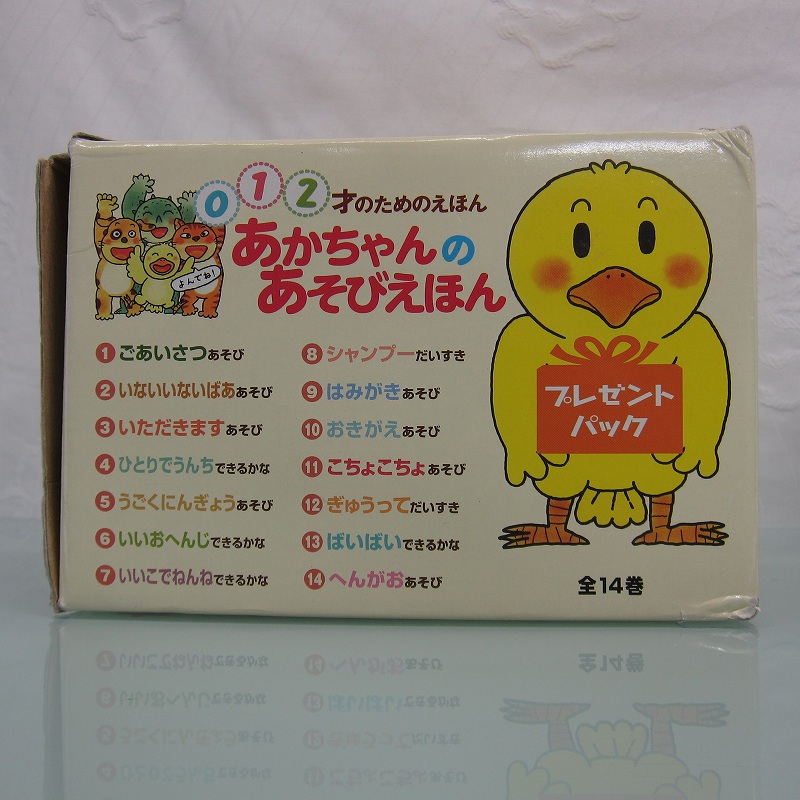 012才のためのえほん
あかちゃんの
あそびえほん
よんでね!
1 ごあいさつあそび
2 いないいないばああそび
3 いただきますあそび
4 ひとりでうんちできるかな
5 うごくにんぎょうあそび
6 いいおへんじできるかな
7 いいこでねんねできるかな
8 シャンプーだいすき
9 はみがきあそび
10 おきがえあそび
11 こちょこちょあそび
12 ぎゅうってだいすき
13 ばいばいできるかな
14 へんがおあそび
プレゼント
パック
全14巻